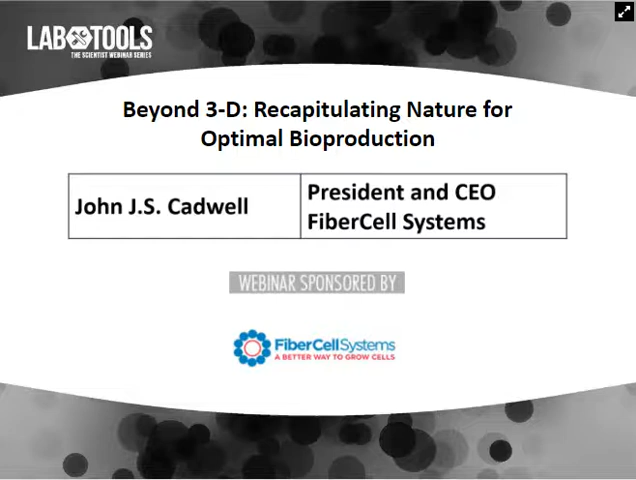 LAB TOOLS
THE SCIENTIST WEBINAR SERIES
Beyond 3-D: Recapitulating Nature for
Optimal Bioproduction
John J.S. Cadwell
President and CEO
FiberCell Systems
WEBINAR SPONSORED BY
FiberCellSystems
A BETTER WAY TO GROW CELLS